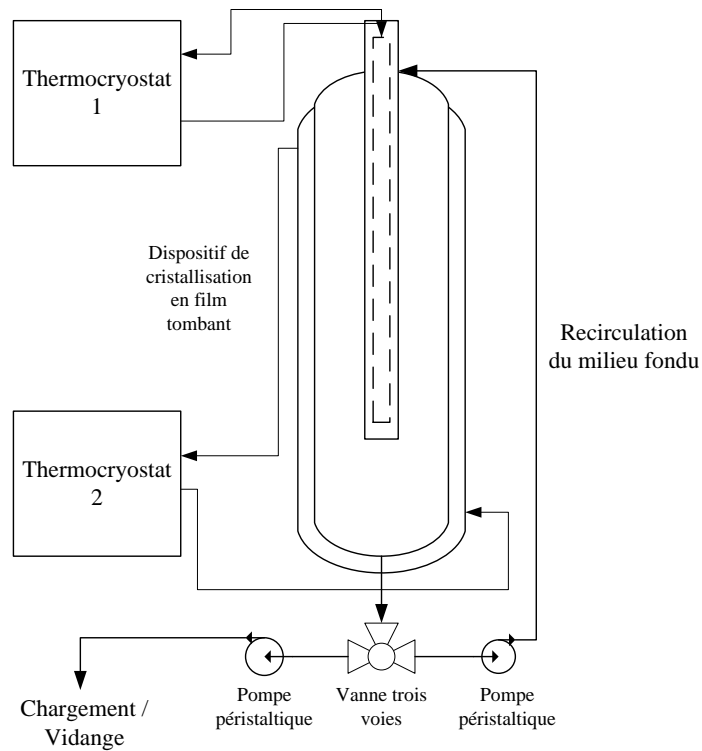 Thermocryostat
1
Dispositif de
cristallisation
en film
tombant
Recirculation
du milieu fondu
Thermocryostat
2
Pompe
péristaltique
Vanne trois
voies
Pompe
péristaltique
Chargement /
Vidange